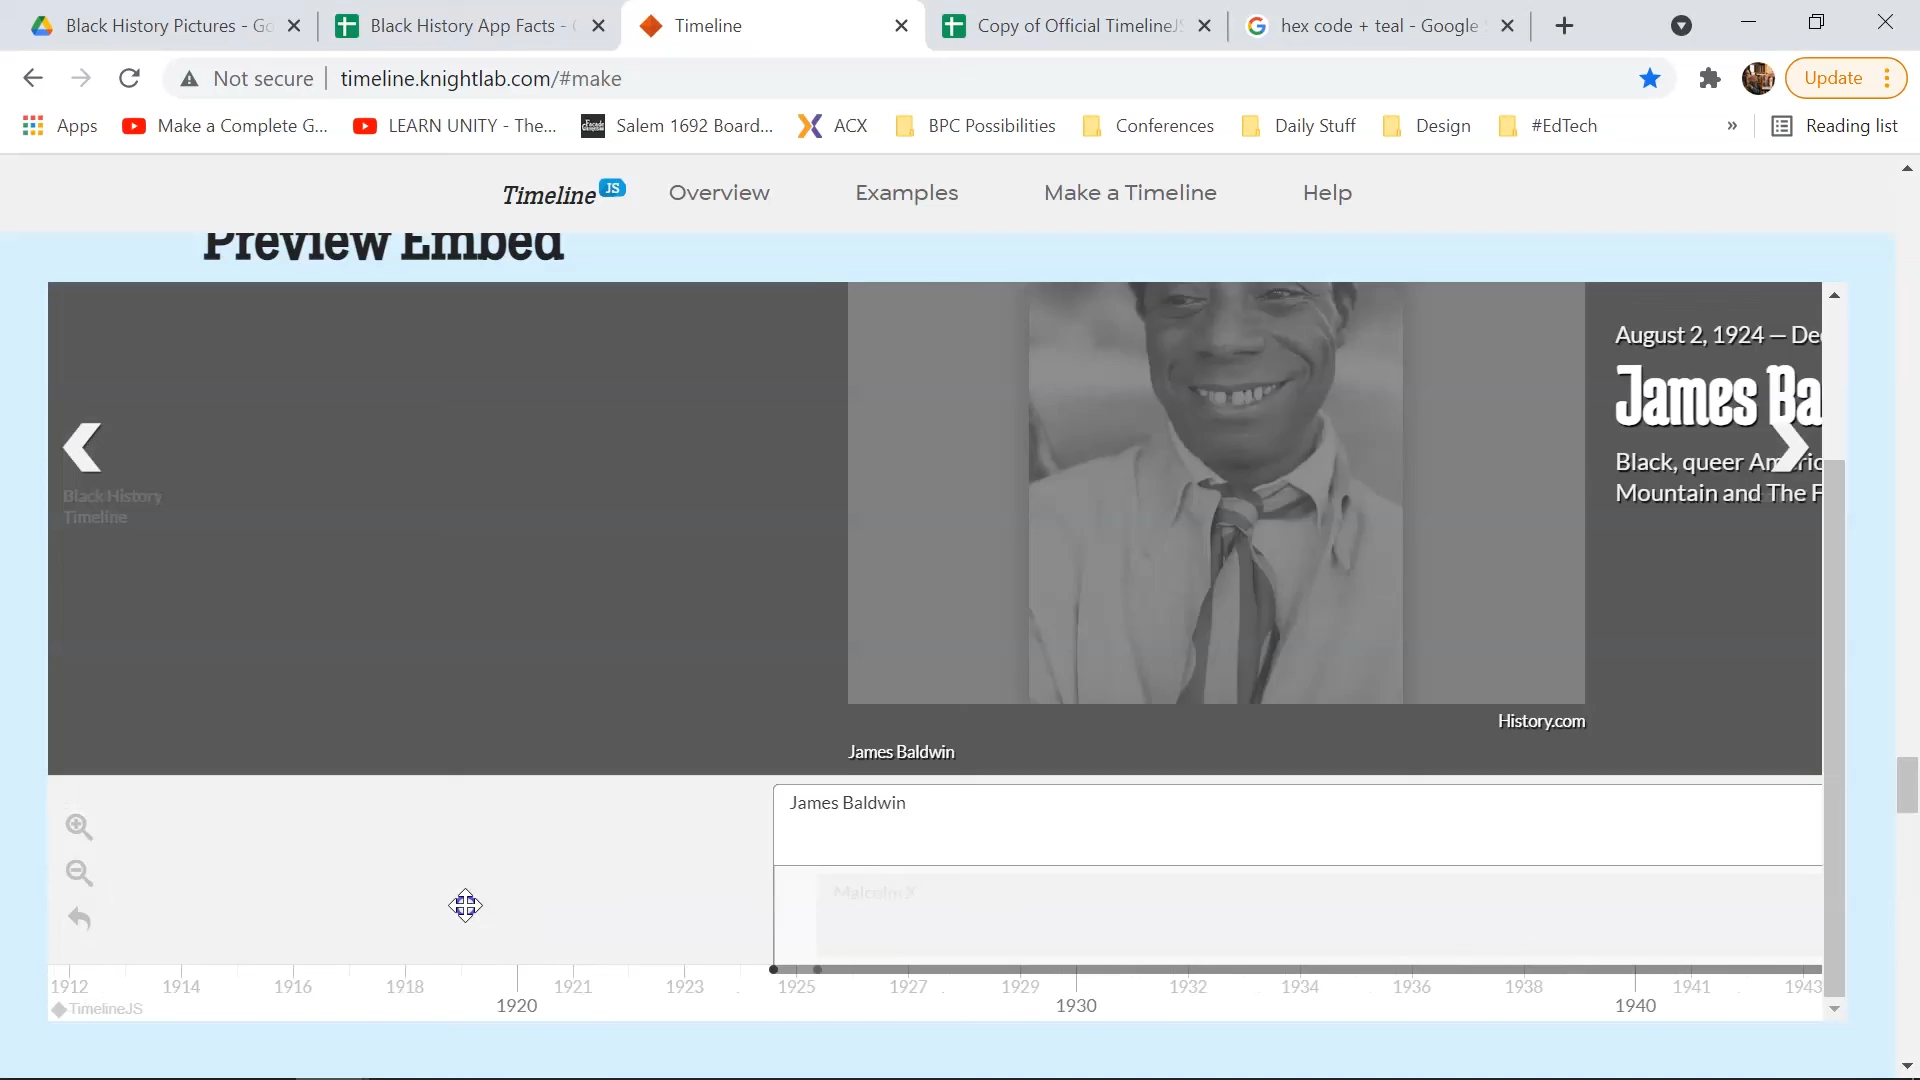 Black History Pictures - Go
Black History App Facts - (
Timeline
Copy of Official TimelineJS
hex code + teal - Google S
Not secure
timeline.knightlab.com/#make
Update
Apps
Make a Complete G...
LEARN UNITY - The...
Salem 1692 Board...
ACX
BPC Possibilities
Conferences
Daily Stuff
Design
#EdTech
»
Reading list
Timeline JS
Overview
Examples
Make a Timeline
Help
Preview Embed
August 2, 1924 — De
James Ba
Black, queer Americ
Mountain and The F
Black History
Timeline
History.com
James Baldwin
James Baldwin
Malcolm X
1912 1914 1916 1918 1921 1923 1925 1927 1929 1932 1934 1936 1938 1941 1943
1920 1930 1940
TimelineJS